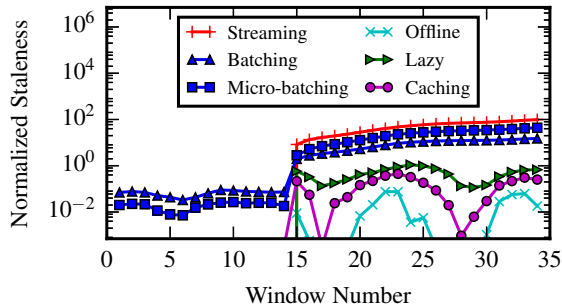 Normalized Staleness
10^6
10^4
10^2
10^0
10^−2
Streaming
Batching
Micro-batching
Offline
Lazy
Caching
0 5 10 15 20 25 30 35
Window Number